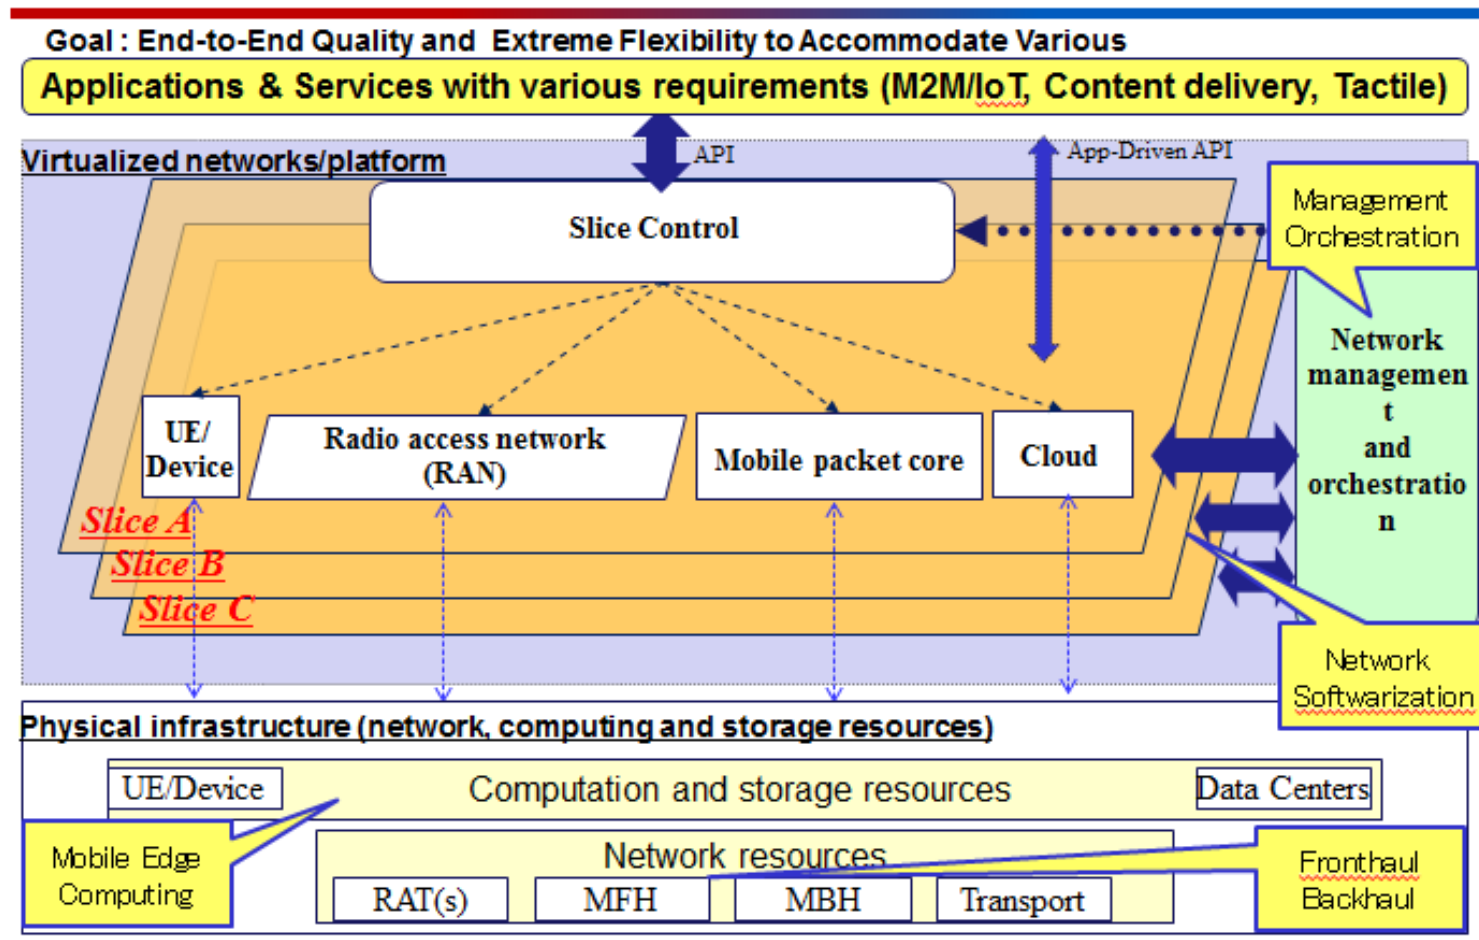 Goal : End-to-End Quality and Extreme Flexibility to Accommodate Various
Applications & Services with various requirements (M2M/IoT, Content delivery, Tactile)
Virtualized networks/platform
API
App-Driven API
Management
Orchestration
Slice Control
Network
managemen
t
and
orchestratio
n
UE/
Device
Radio access network
(RAN)
Mobile packet core
Cloud
Slice A
Slice B
Slice C
Network
Softwarization
Physical infrastructure (network, computing and storage resources)
UE/Device
Computation and storage resources
Data Centers
Mobile Edge
Computing
Network resources
RAT(s)
MFH
MBH
Transport
Fronthaul
Backhaul